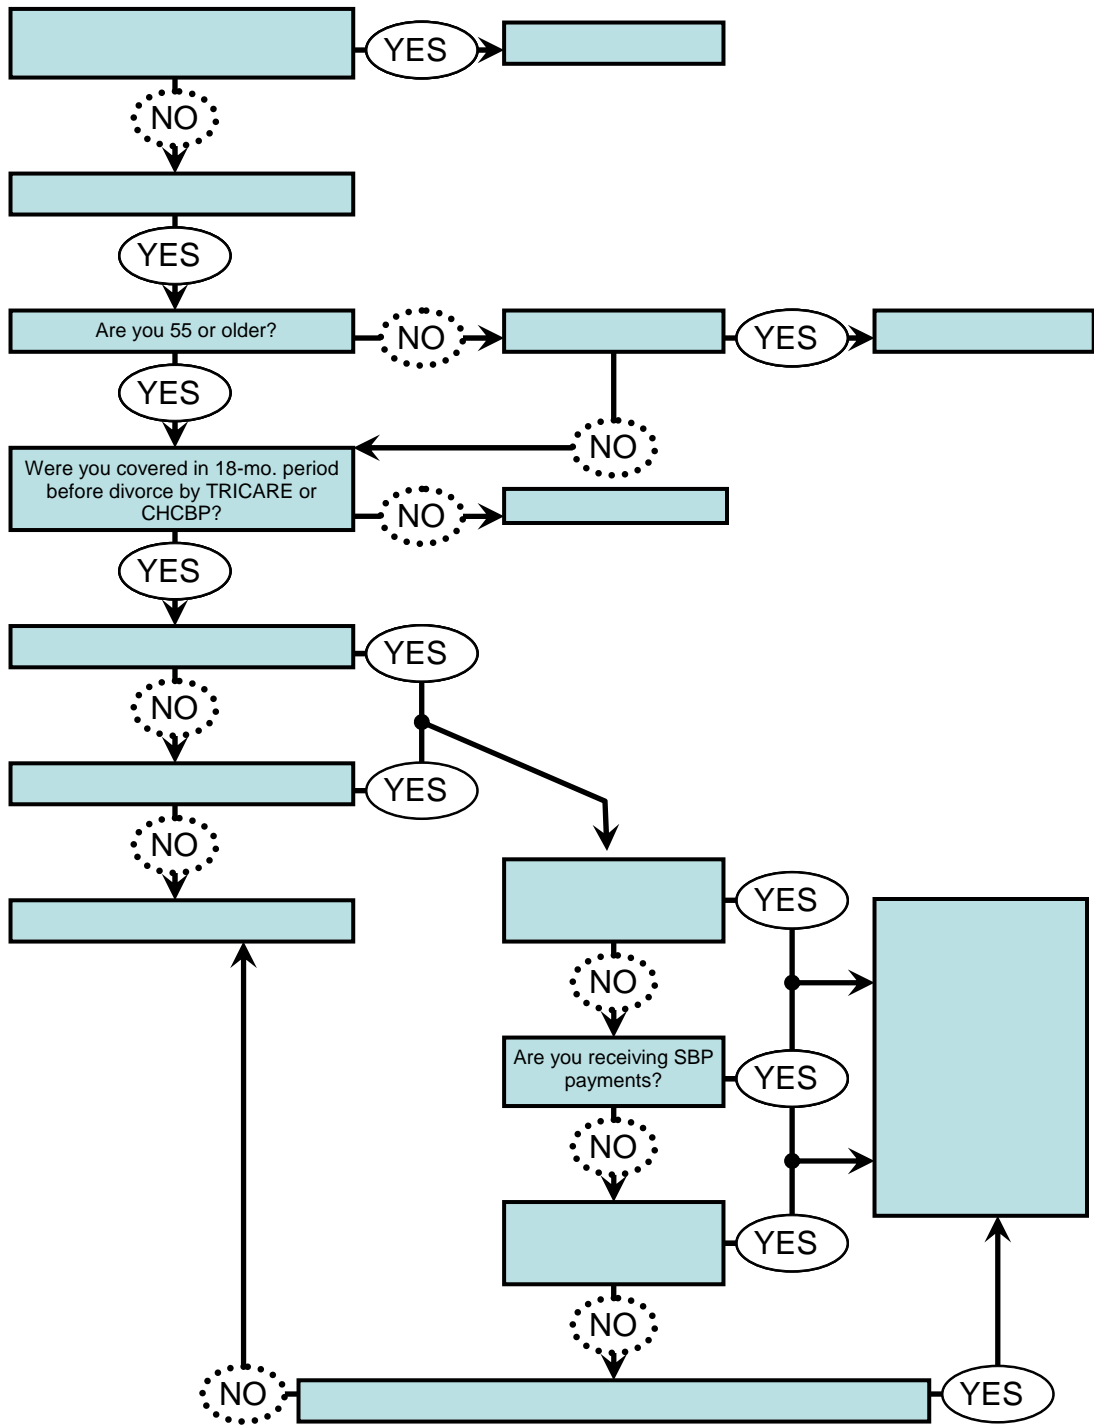 YES
NO
YES
Are you 55 or older?
NO
YES
YES
NO
Were you covered in 18-mo. period
before divorce by TRICARE or
CHCBP?
NO
YES
YES
NO
YES
NO
YES
NO
Are you receiving SBP
payments?
YES
NO
YES
NO
NO
YES